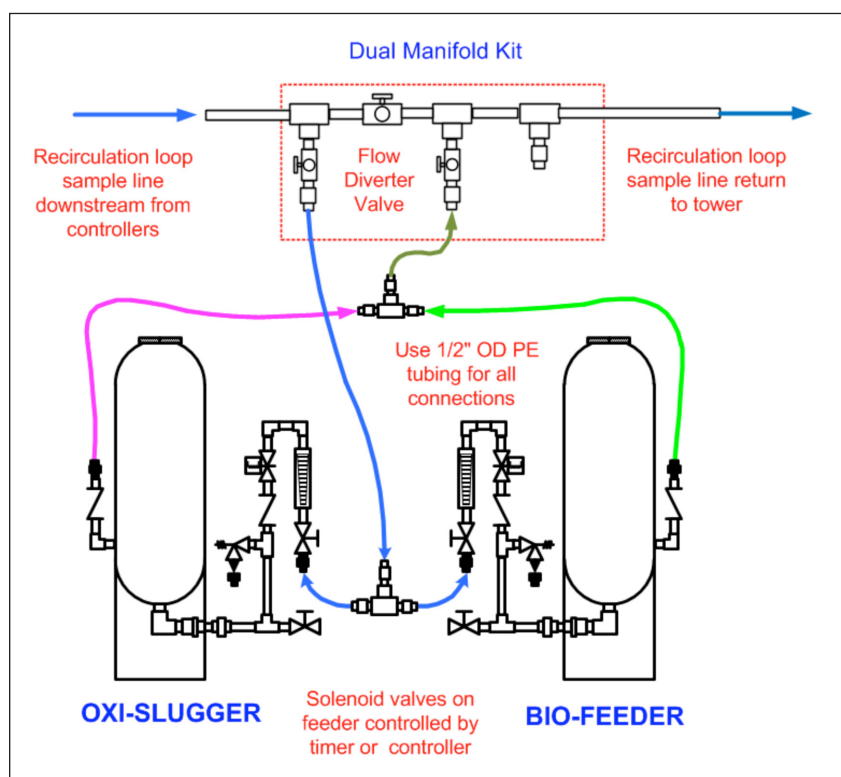 Dual Manifold Kit
Recirculation loop
sample line
downstream from
controllers
Flow
Diverter
Valve
Recirculation loop
sample line return
to tower
Use 1/2" OD PE
tubing for all
connections
OXI-SLUGGER
Solenoid valves on
feeder controlled by
timer or controller
BIO-FEEDER